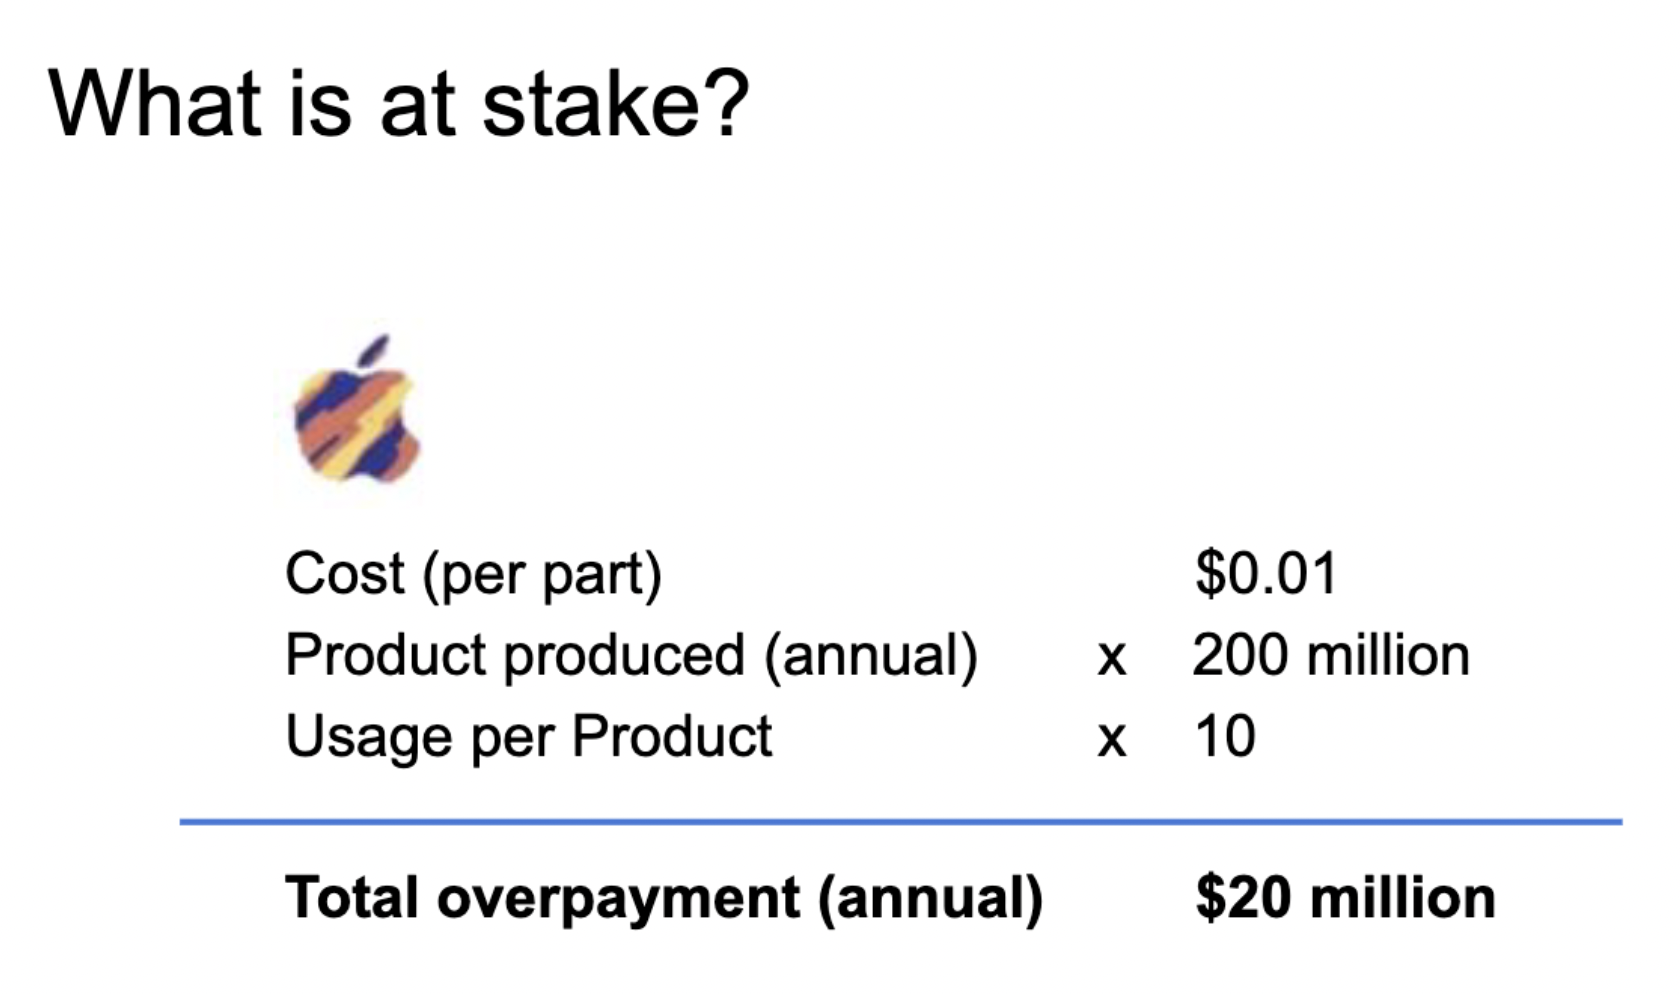 What is at stake?
Cost (per part) $0.01
Product produced (annual) x 200 million
Usage per Product x 10
Total overpayment (annual) $20 million